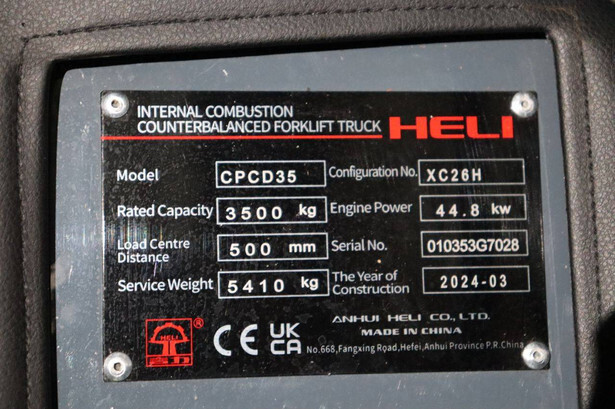 INTERNAL COMBUSTION
COUNTERBALANCED FORKLIFT TRUCK HELI
Model CPCD35 Configuration No. XC26H
Rated Capacity 3500 kg Engine Power 44.8 kw
Load Centre Distance 500 mm Serial No. 010353G7028
Service Weight 5410 kg The Year of Construction 2024-03
ANHUI HELI CO., LTD.
MADE IN CHINA
HELI ® CE UK CA No.668,Fangxing Road,Hefei,Anhui Province P.R.China